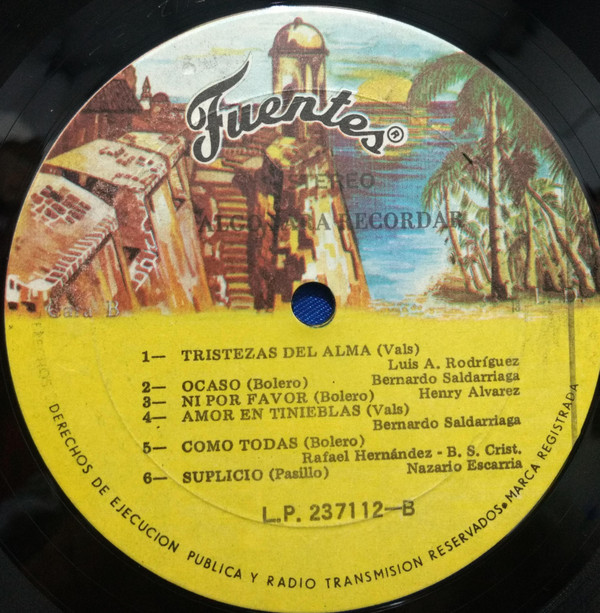 Fuentes®
STEREO
ALGO PARA RECORDAR
Cara B
1— TRISTEZAS DEL ALMA (Vals)
Luis A. Rodríguez
2— OCASO (Bolero) Bernardo Saldarriaga
3— NI POR FAVOR (Bolero) Henry Alvarez
4— AMOR EN TINIEBLAS (Vals)
Bernardo Saldarriaga
5— COMO TODAS (Bolero)
Rafael Hernández - B. S. Crist.
6— SUPLICIO (Pasillo) Nazario Escarria
L.P. 237112—B
DERECHOS DE EJECUCION PUBLICA Y RADIO TRANSMISION RESERVADOS. MARCA REGISTRADA